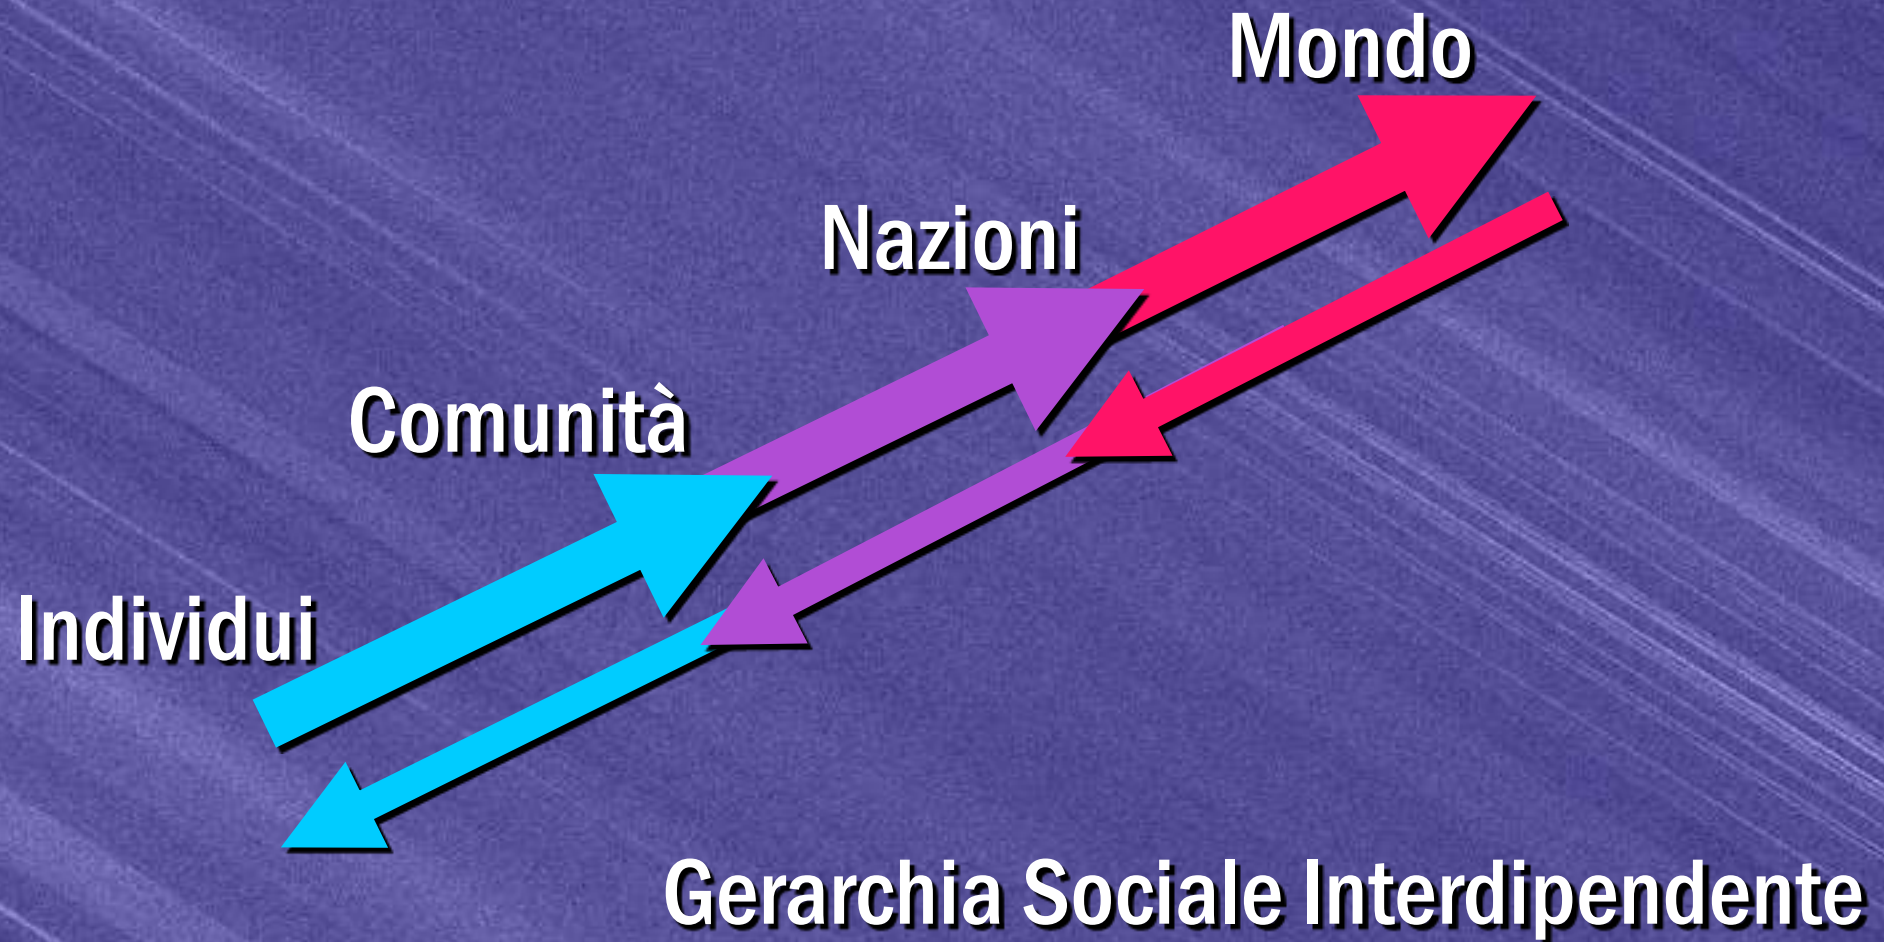 Mondo
Nazioni
Comunità
Individui
Gerarchia Sociale Interdipendente